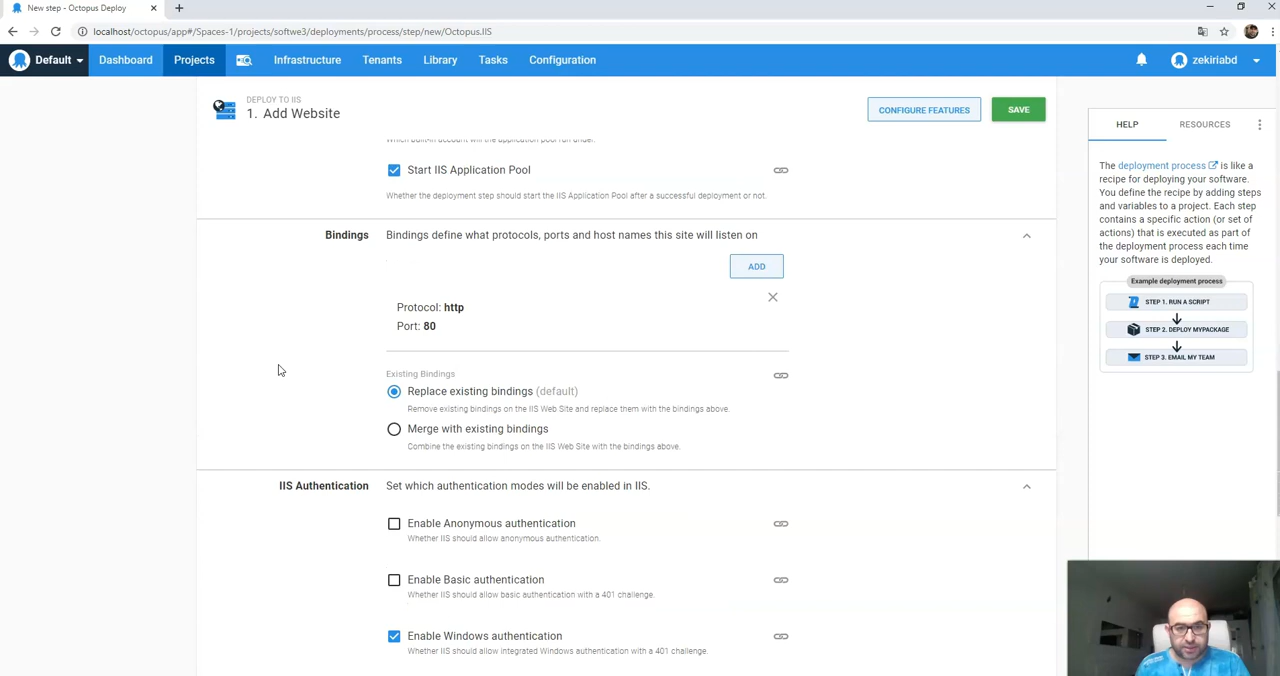 New step - Octopus Deploy
localhost/octopus/app#/Spaces-1/projects/softwe3/deployments/process/step/new/Octopus.IIS
Default
Dashboard
Projects
Infrastructure
Tenants
Library
Tasks
Configuration
zekiriabd
DEPLOY TO IIS
1. Add Website
CONFIGURE FEATURES
SAVE
HELP
RESOURCES
Which built-in account will the application pool run under.
Start IIS Application Pool
Whether the deployment step should start the IIS Application Pool after a successful deployment or not.
Bindings
Bindings define what protocols, ports and host names this site will listen on
ADD
Protocol: http
Port: 80
Existing Bindings
Replace existing bindings (default)
Remove existing bindings on the IIS Web Site and replace them with the bindings above.
Merge with existing bindings
Combine the existing bindings on the IIS Web Site with the bindings above.
IIS Authentication
Set which authentication modes will be enabled in IIS.
Enable Anonymous authentication
Whether IIS should allow anonymous authentication.
Enable Basic authentication
Whether IIS should allow basic authentication with a 401 challenge.
Enable Windows authentication
Whether IIS should allow integrated Windows authentication with a 401 challenge.
The deployment process is like a
recipe for deploying your software.
You define the recipe by adding steps
and variables to a project. Each step
contains a specific action (or set of
actions) that is executed as part of
the deployment process each time
your software is deployed.
Example deployment process
STEP 1. RUN A SCRIPT
STEP 2. DEPLOY MYPACKAGE
STEP 3. EMAIL MY TEAM